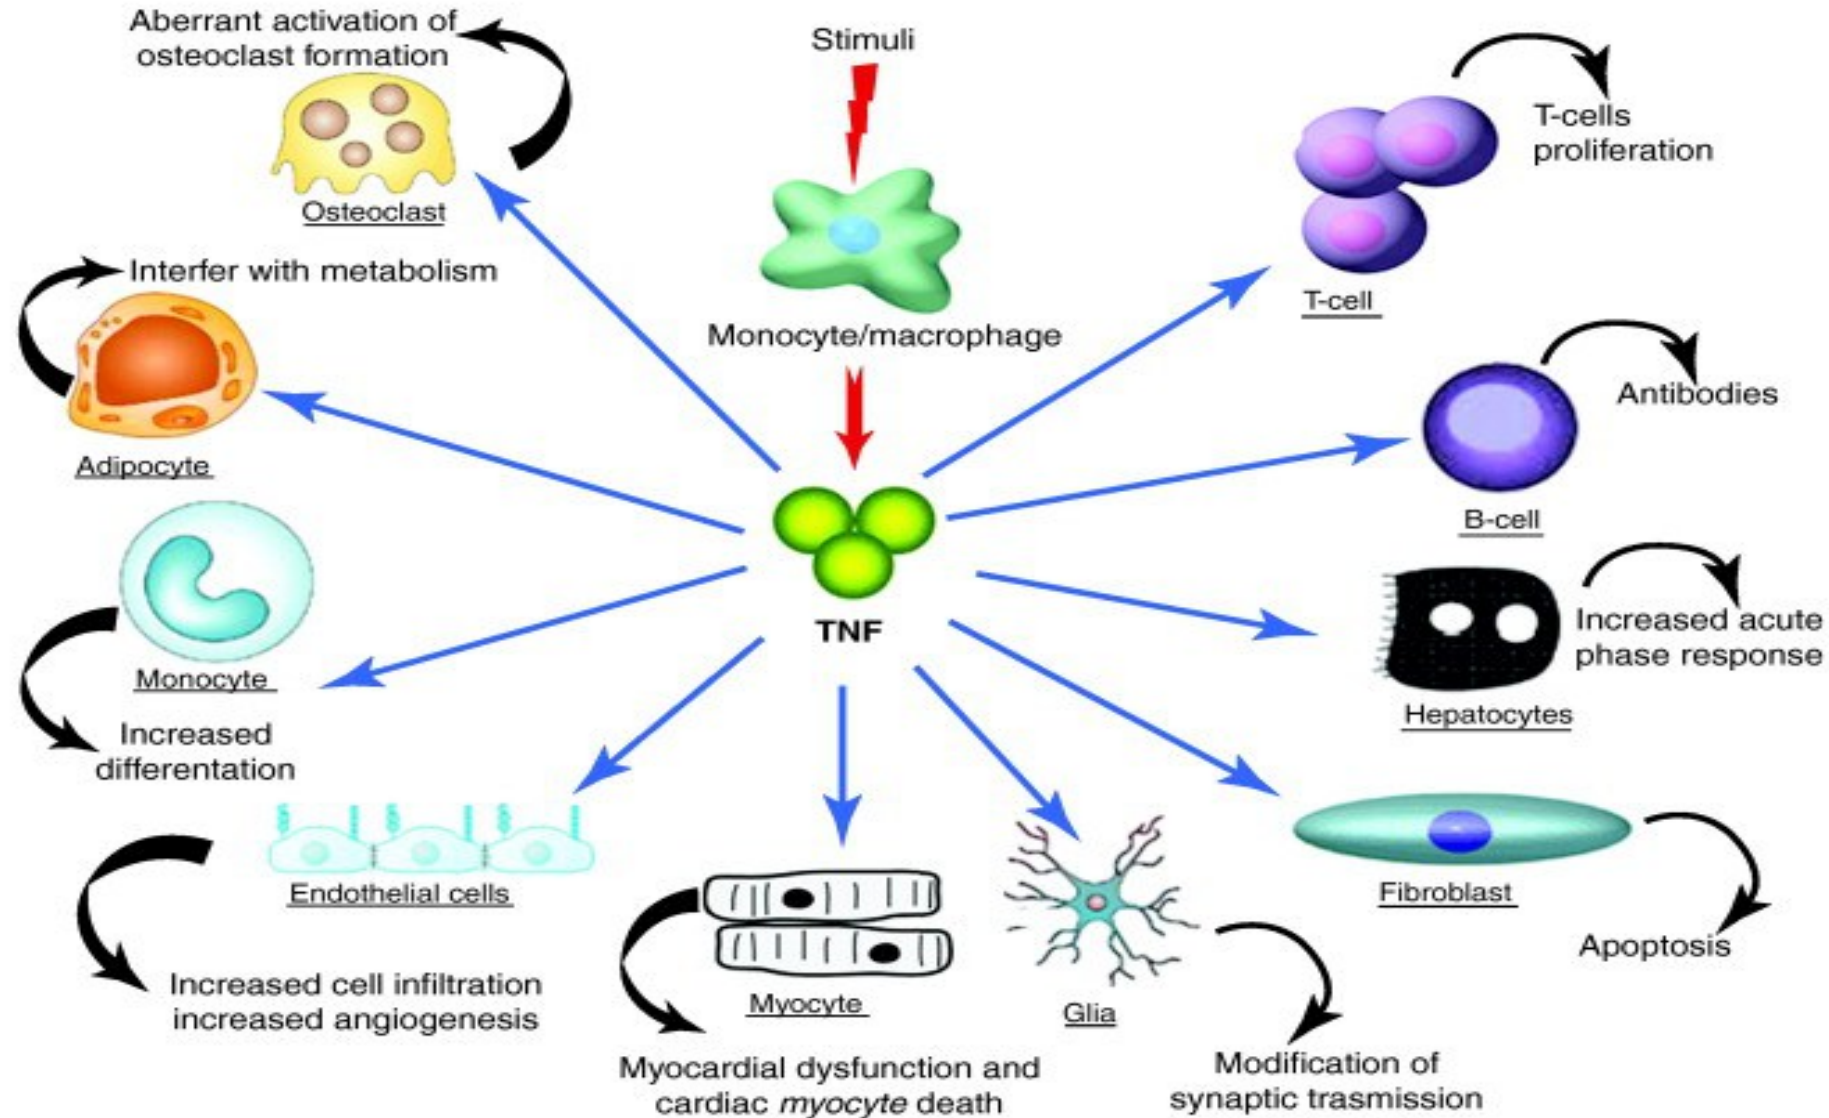 Aberrant activation of
osteoclast formation
Osteoclast
Stimuli
Monocyte/macrophage
TNF
T-cells
proliferation
T-cell
Interfer with metabolism
Adipocyte
Antibodies
B-cell
Monocyte
Increased
differentation
Increased acute
phase response
Hepatocytes
Endothelial cells
Increased cell infiltration
increased angiogenesis
Myocyte
Myocardial dysfunction and
cardiac myocyte death
Glia
Modification of
synaptic trasmission
Fibroblast
Apoptosis